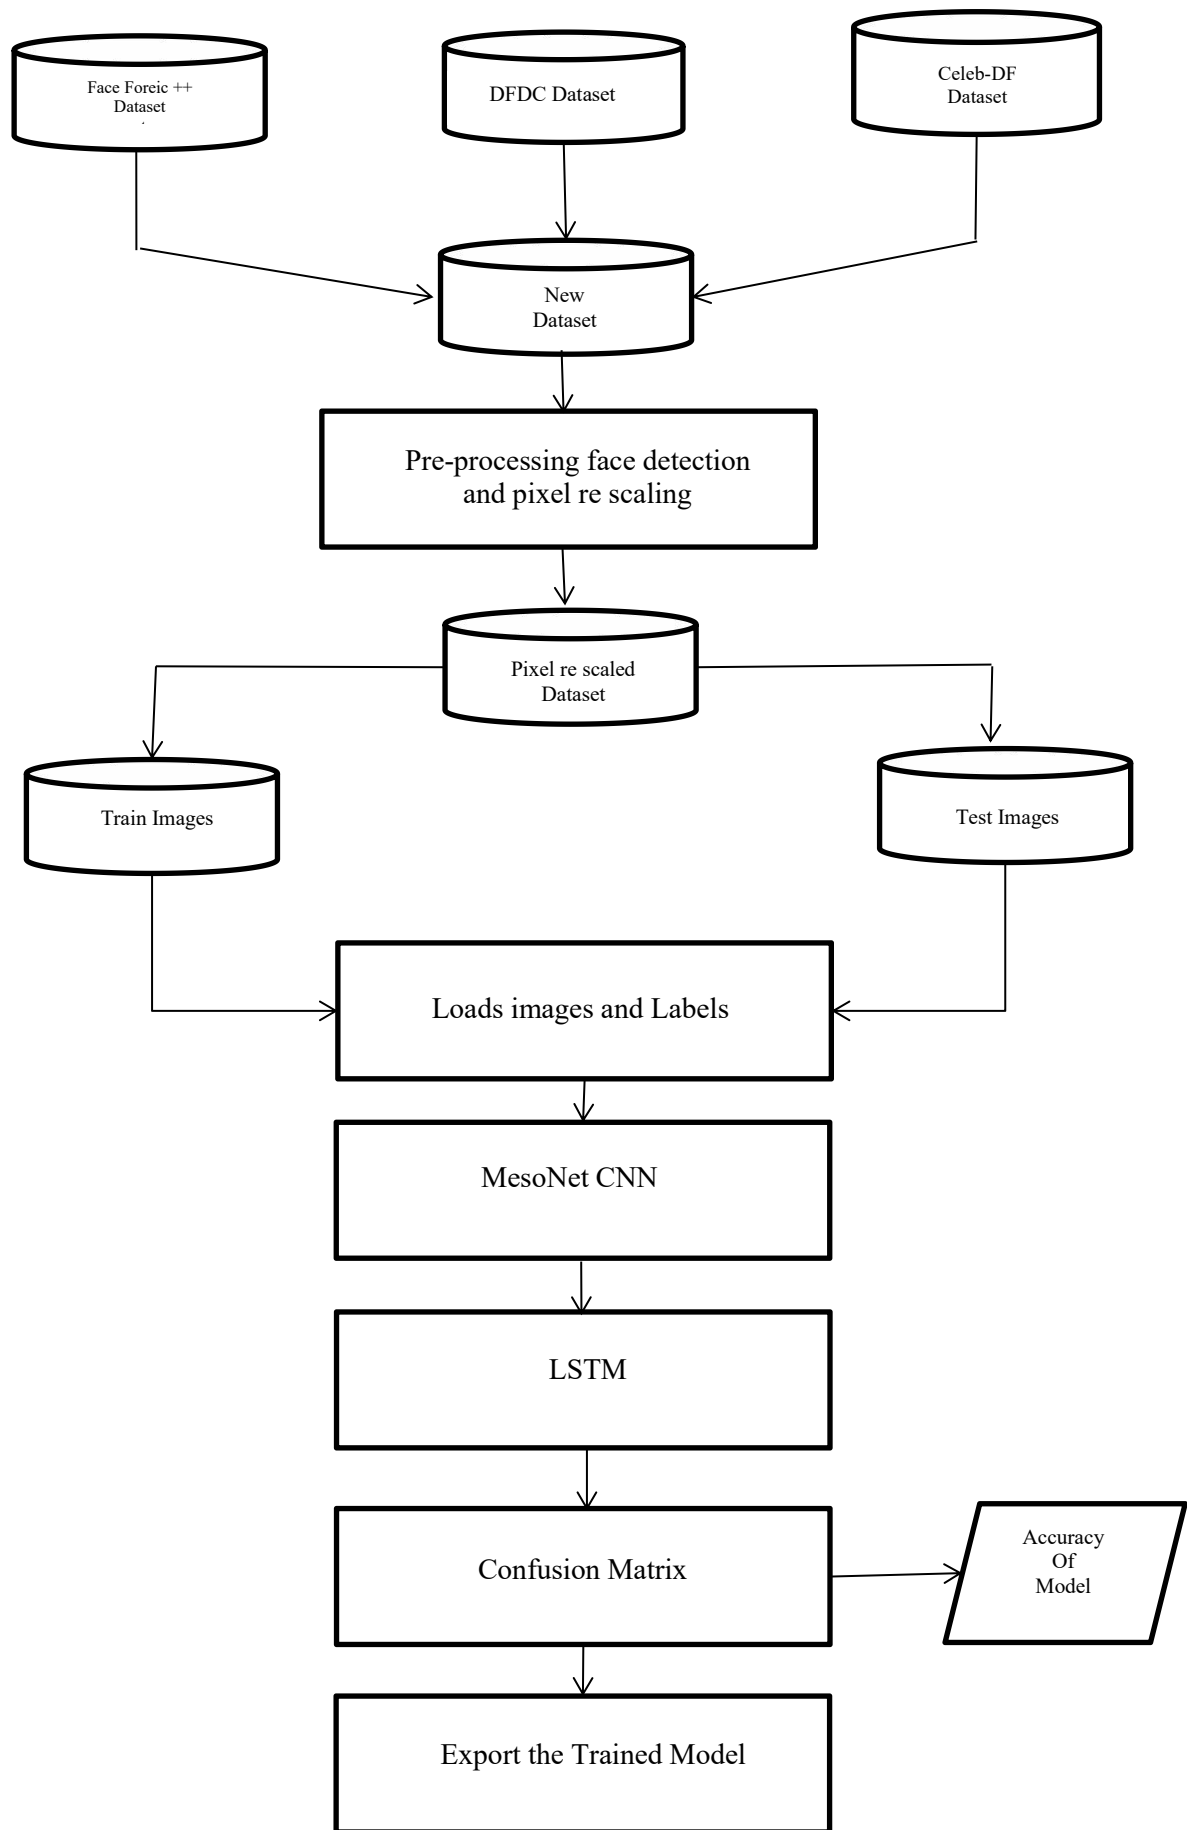 Face Foreic ++
Dataset
.
DFDC Dataset
Celeb-DF
Dataset
New
Dataset
Pre-processing face detection
and pixel re scaling
Pixel re scaled
Dataset
Train Images
Test Images
Loads images and Labels
MesoNet CNN
LSTM
Confusion Matrix
Accuracy
Of
Model
Export the Trained Model